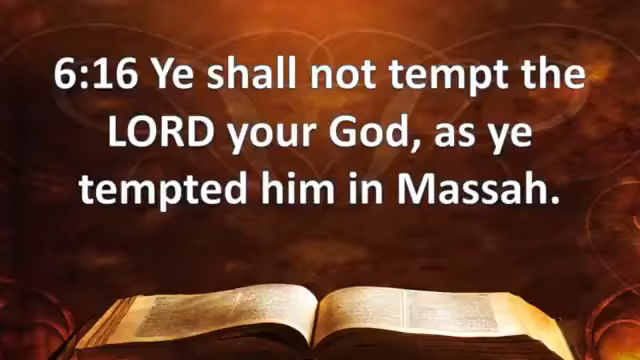 6:16 Ye shall not tempt the
LORD your God, as ye
tempted him in Massah.